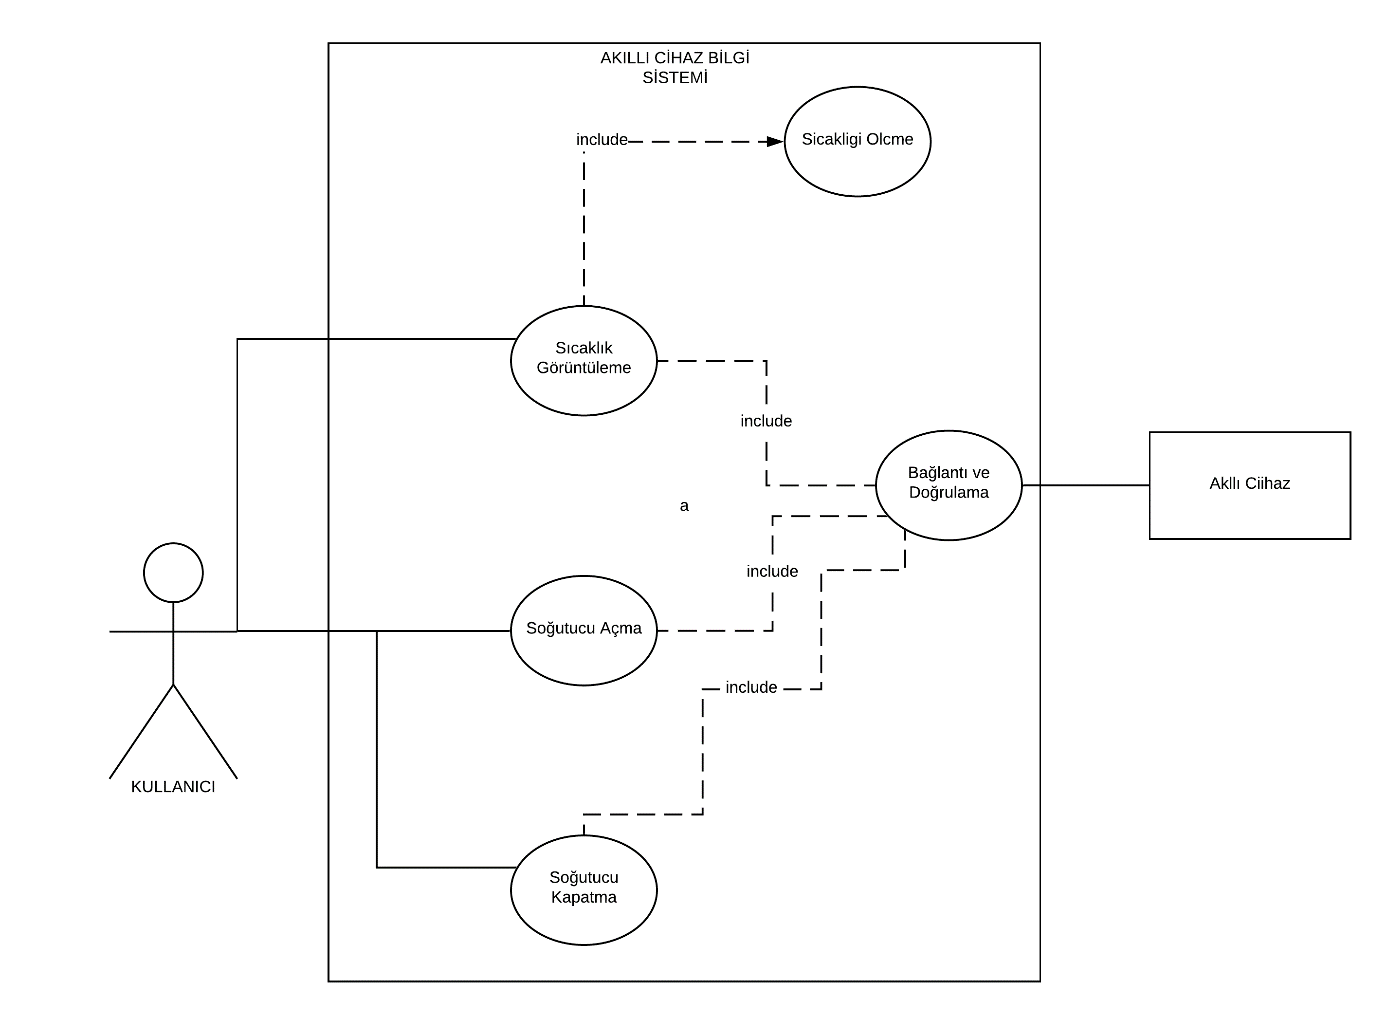 AKILLI CİHAZ BİLGİ
SİSTEMİ
include
Sicakligi Olcme
Sıcaklık
Görüntüleme
include
Bağlantı ve
Doğrulama
Akllı Ciihaz
a
include
Soğutucu Açma
include
KULLANICI
Soğutucu
Kapatma